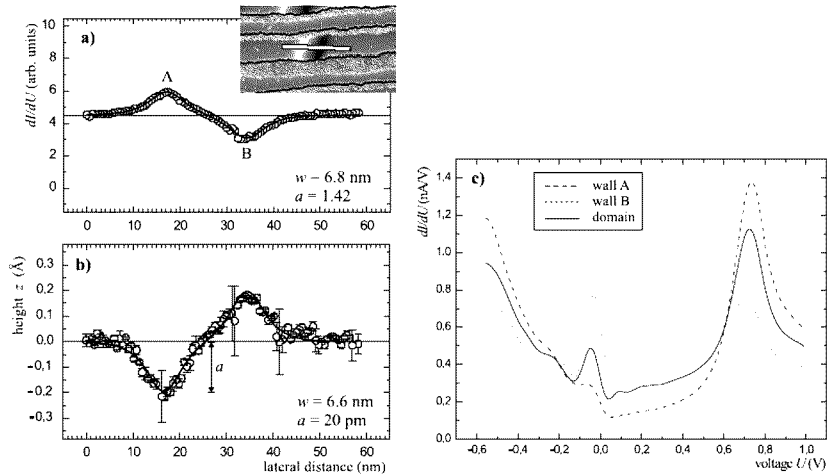 a)
dI/dU (arb. units)
10
8
6
4
2
0
A
B
w = 6.8 nm
a = 1.42
0 10 20 30 40 50 60
b)
height z (Å)
0.3
0.2
0.1
0,0
-0,1
-0.2
-0,3
a
w = 6.6 nm
a = 20 pm
0 10 20 30 40 50 60
lateral distance (nm)
c)
dI/dU (nA/V)
1,4
1,2
1,0
0,8
0,6
0,4
0,2
0,0
wall A
wall B
domain
-0,6 -0,4 -0,2 0,0 0,2 0,4 0,6 0,8 1,0
voltage U (V)